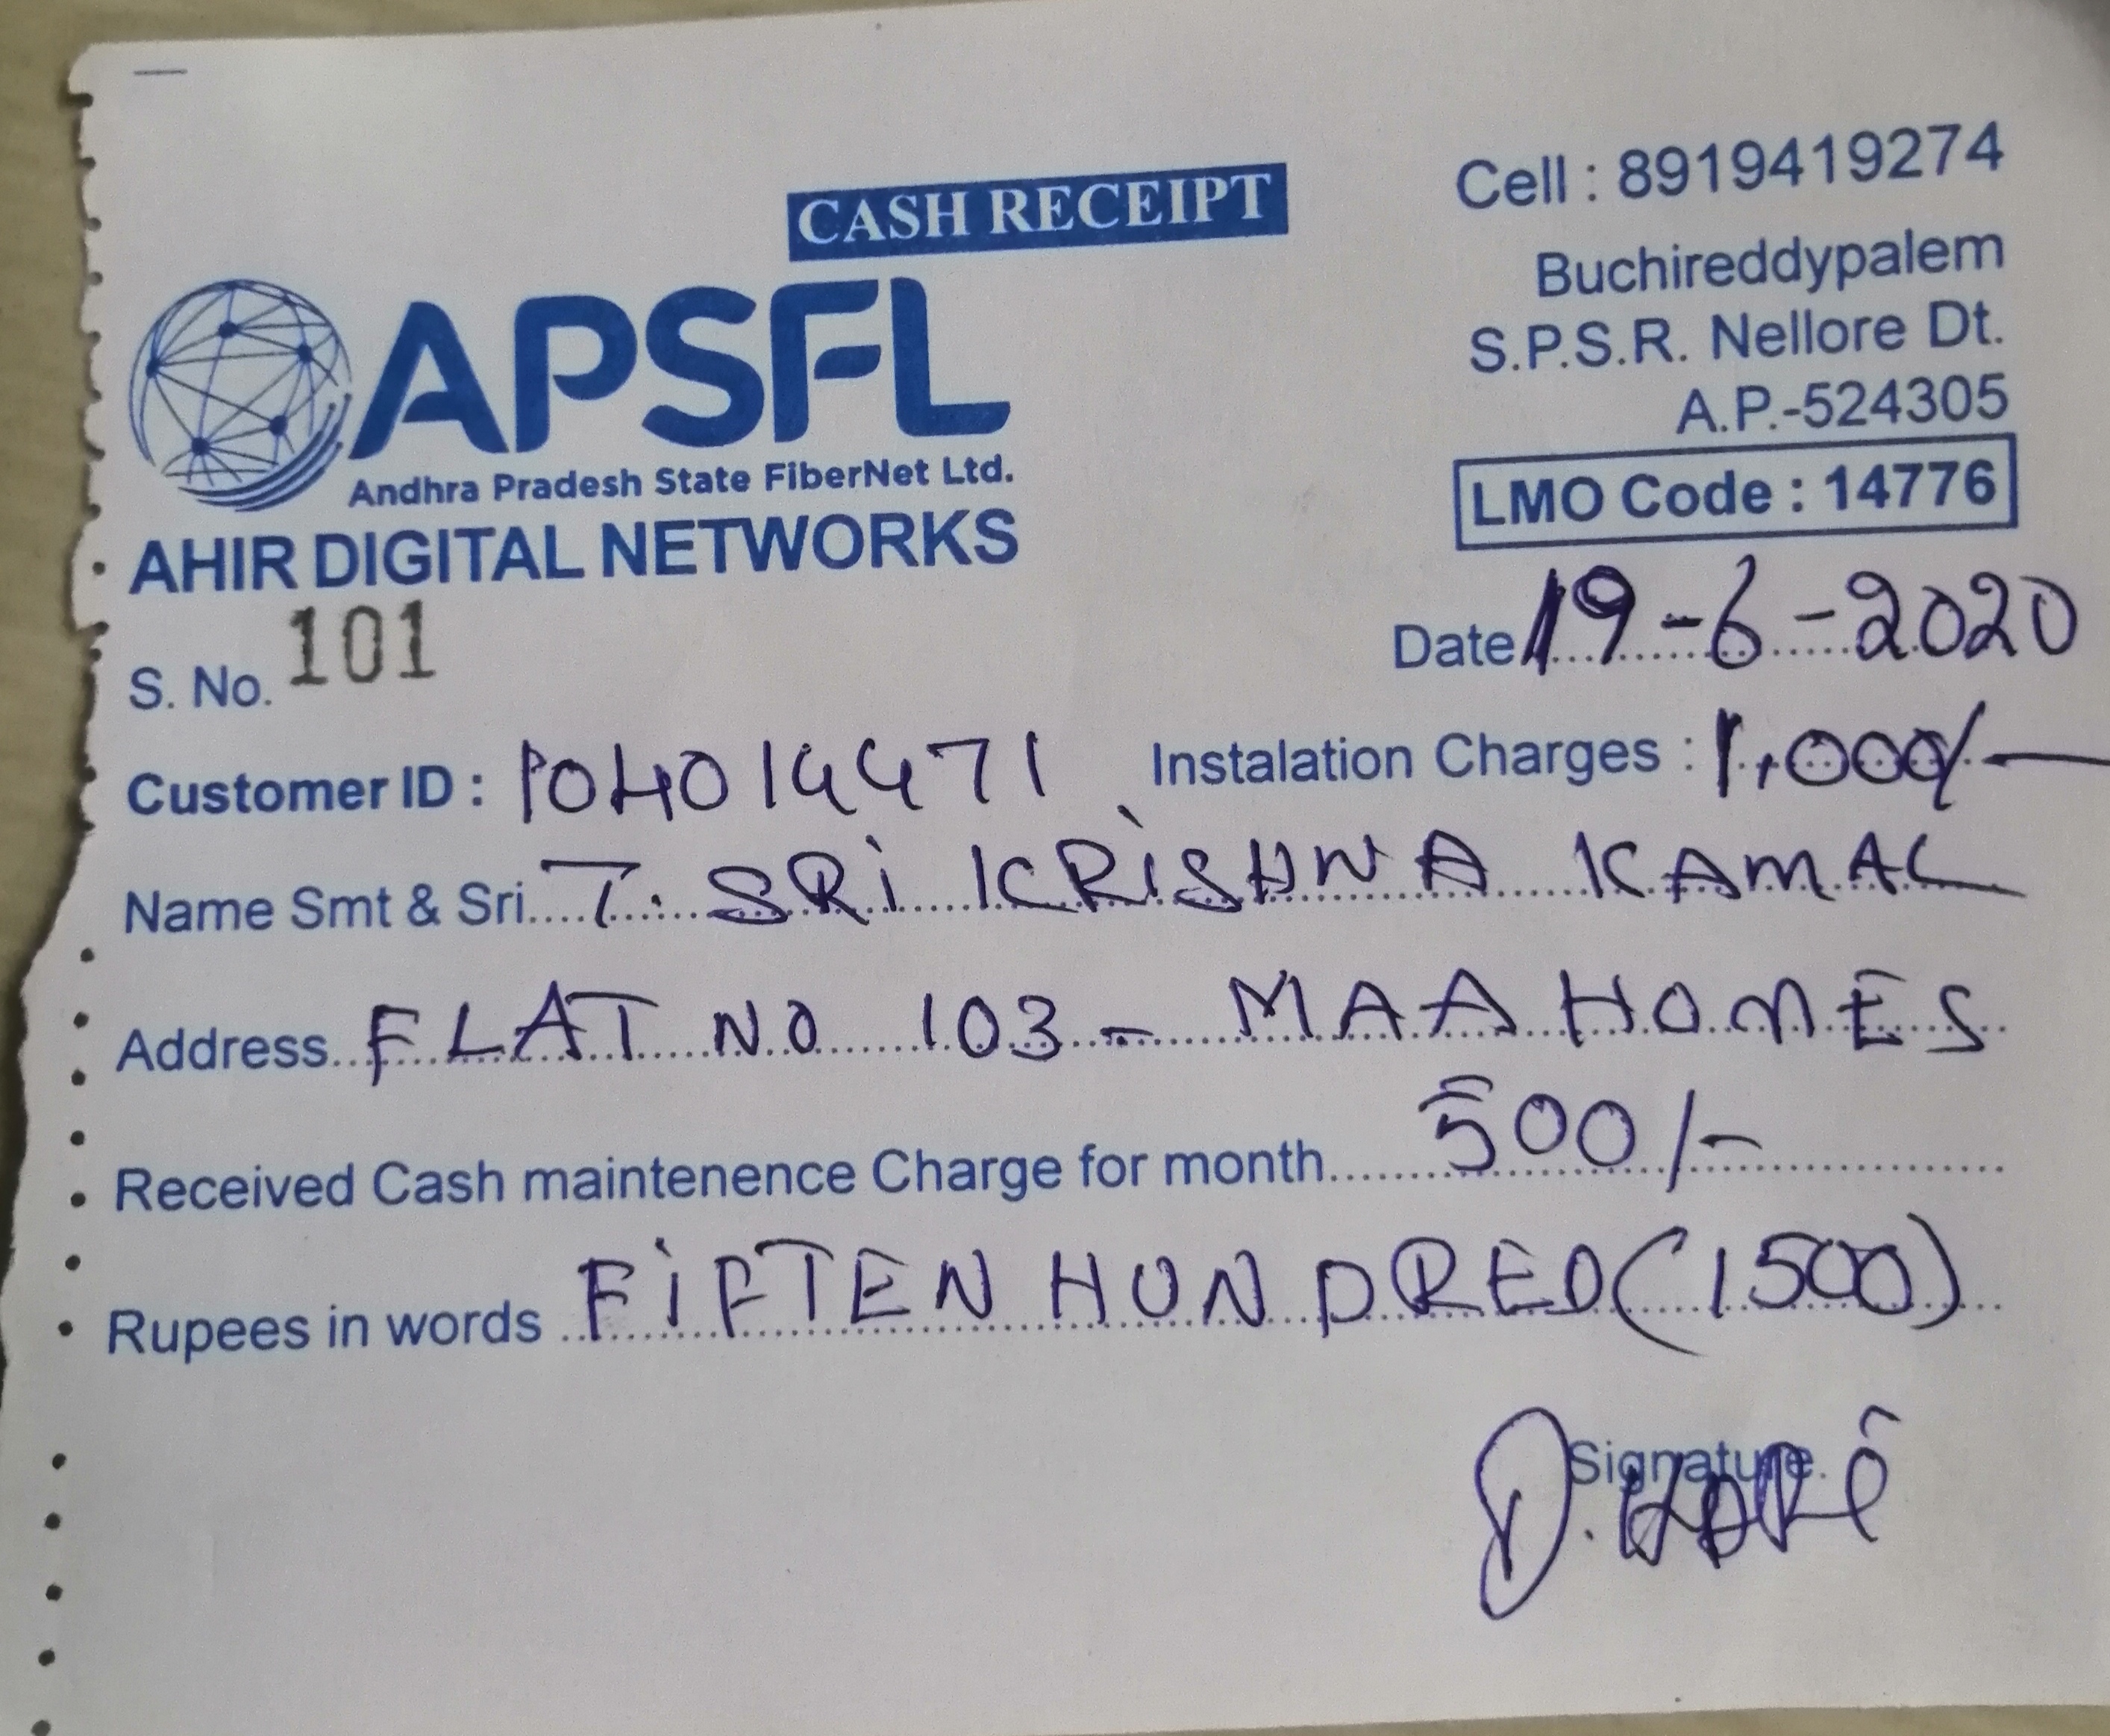 CASH RECEIPT
Cell : 8919419274
Buchireddypalem
S.P.S.R. Nellore Dt.
A.P.-524305
LMO Code : 14776
APSFL
Andhra Pradesh State FiberNet Ltd.
AHIR DIGITAL NETWORKS
S. No. 101
Date 19-6-2020
Customer ID : 104014471 Instalation Charges : 1,000/-
Name Smt & Sri T. SRi KRiSHNA KAMAL
Address FLAT NO 103 - MAA HOMES
Received Cash maintenence Charge for month 500/-
Rupees in words FiFTEN HUNDRED (1500)
Signature.